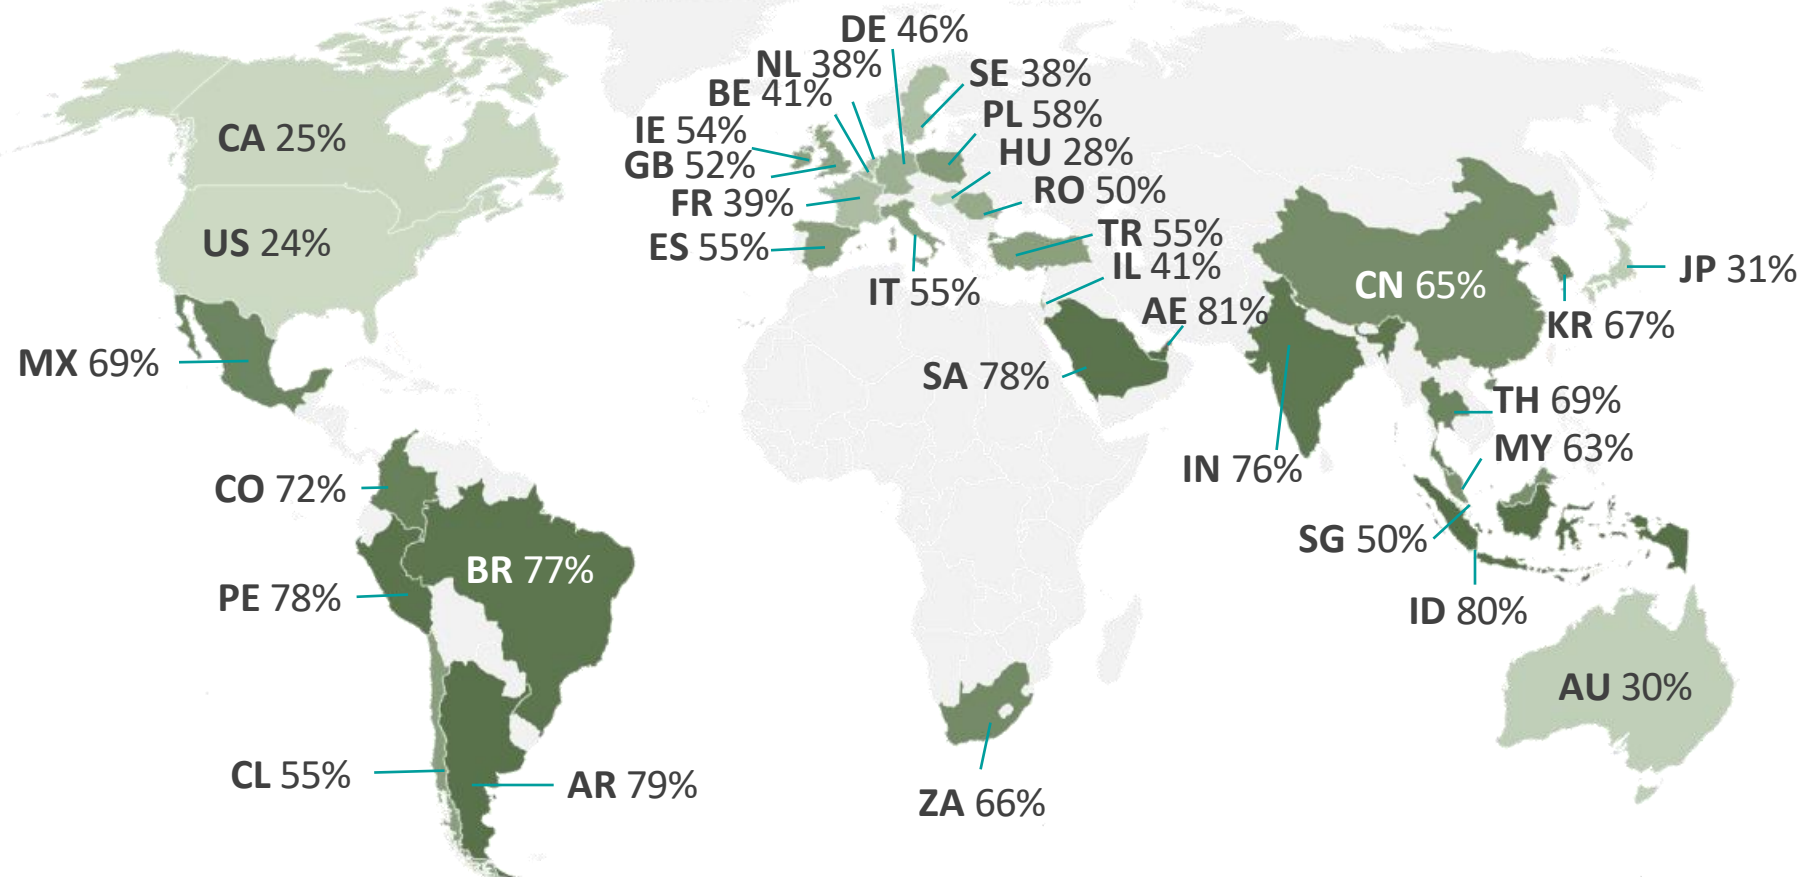 DE 46%
NL 38%
SE 38%
BE 41%
PL 58%
IE 54%
CA 25%
HU 28%
GB 52%
RO 50%
FR 39%
TR 55%
US 24%
ES 55%
IL 41%
JP 31%
CN 65%
IT 55%
AE 81%
KR 67%
MX 69%
SA 78%
TH 69%
MY 63%
IN 76%
CO 72%
SG 50%
BR 77%
PE 78%
ID 80%
AU 30%
CL 55%
AR 79%
ZA 66%